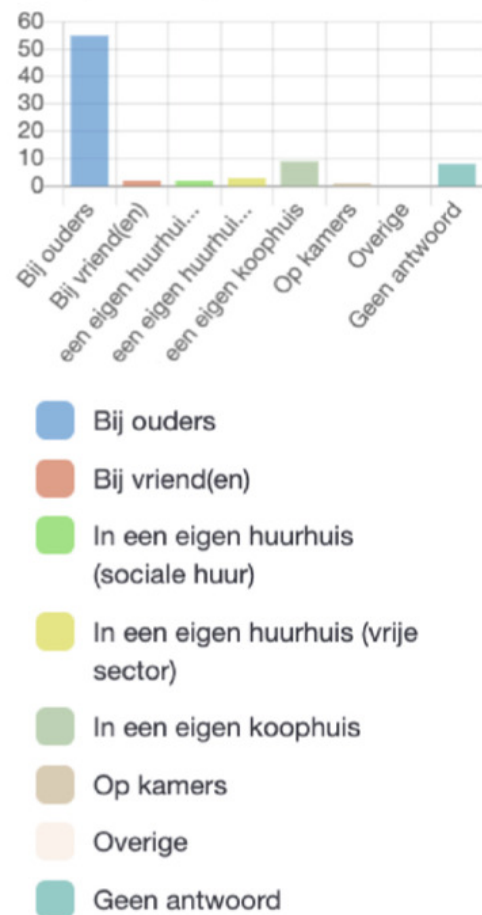 60
50
40
30
20
10
0
Bij ouders
Bij vriend(en)
een eigen huurhui...
een eigen huurhui...
een eigen koophuis
Op kamers
Overige
Geen antwoord
Bij ouders
Bij vriend(en)
In een eigen huurhuis
(sociale huur)
In een eigen huurhuis (vrije
sector)
In een eigen koophuis
Op kamers
Overige
Geen antwoord